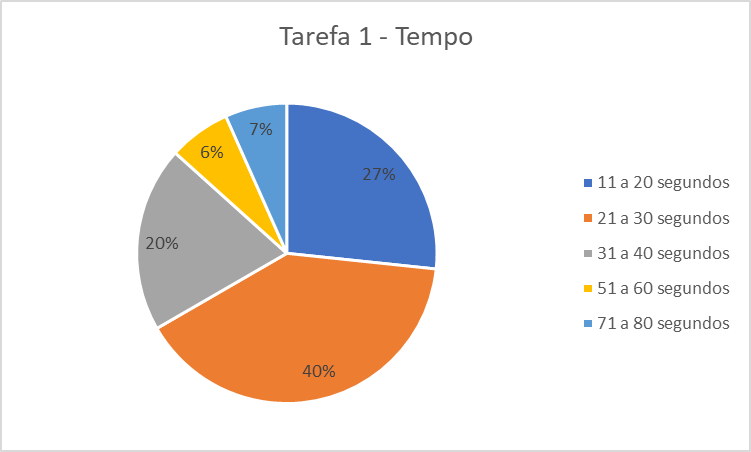 Tarefa 1 - Tempo
7%
6%
27%
20%
40%
11 a 20 segundos
21 a 30 segundos
31 a 40 segundos
51 a 60 segundos
71 a 80 segundos